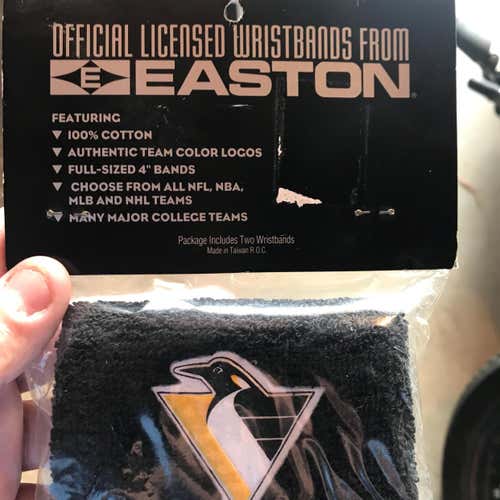 OFFICIAL LICENSED WRISTBANDS FROM
E EASTON®
FEATURING
▼ 100% COTTON
▼ AUTHENTIC TEAM COLOR LOGOS
▼ FULL-SIZED 4" BANDS
▼ CHOOSE FROM ALL NFL, NBA,
MLB AND NHL TEAMS
▼ MANY MAJOR COLLEGE TEAMS
Package Includes Two Wristbands
Made in Taiwan R.O.C.